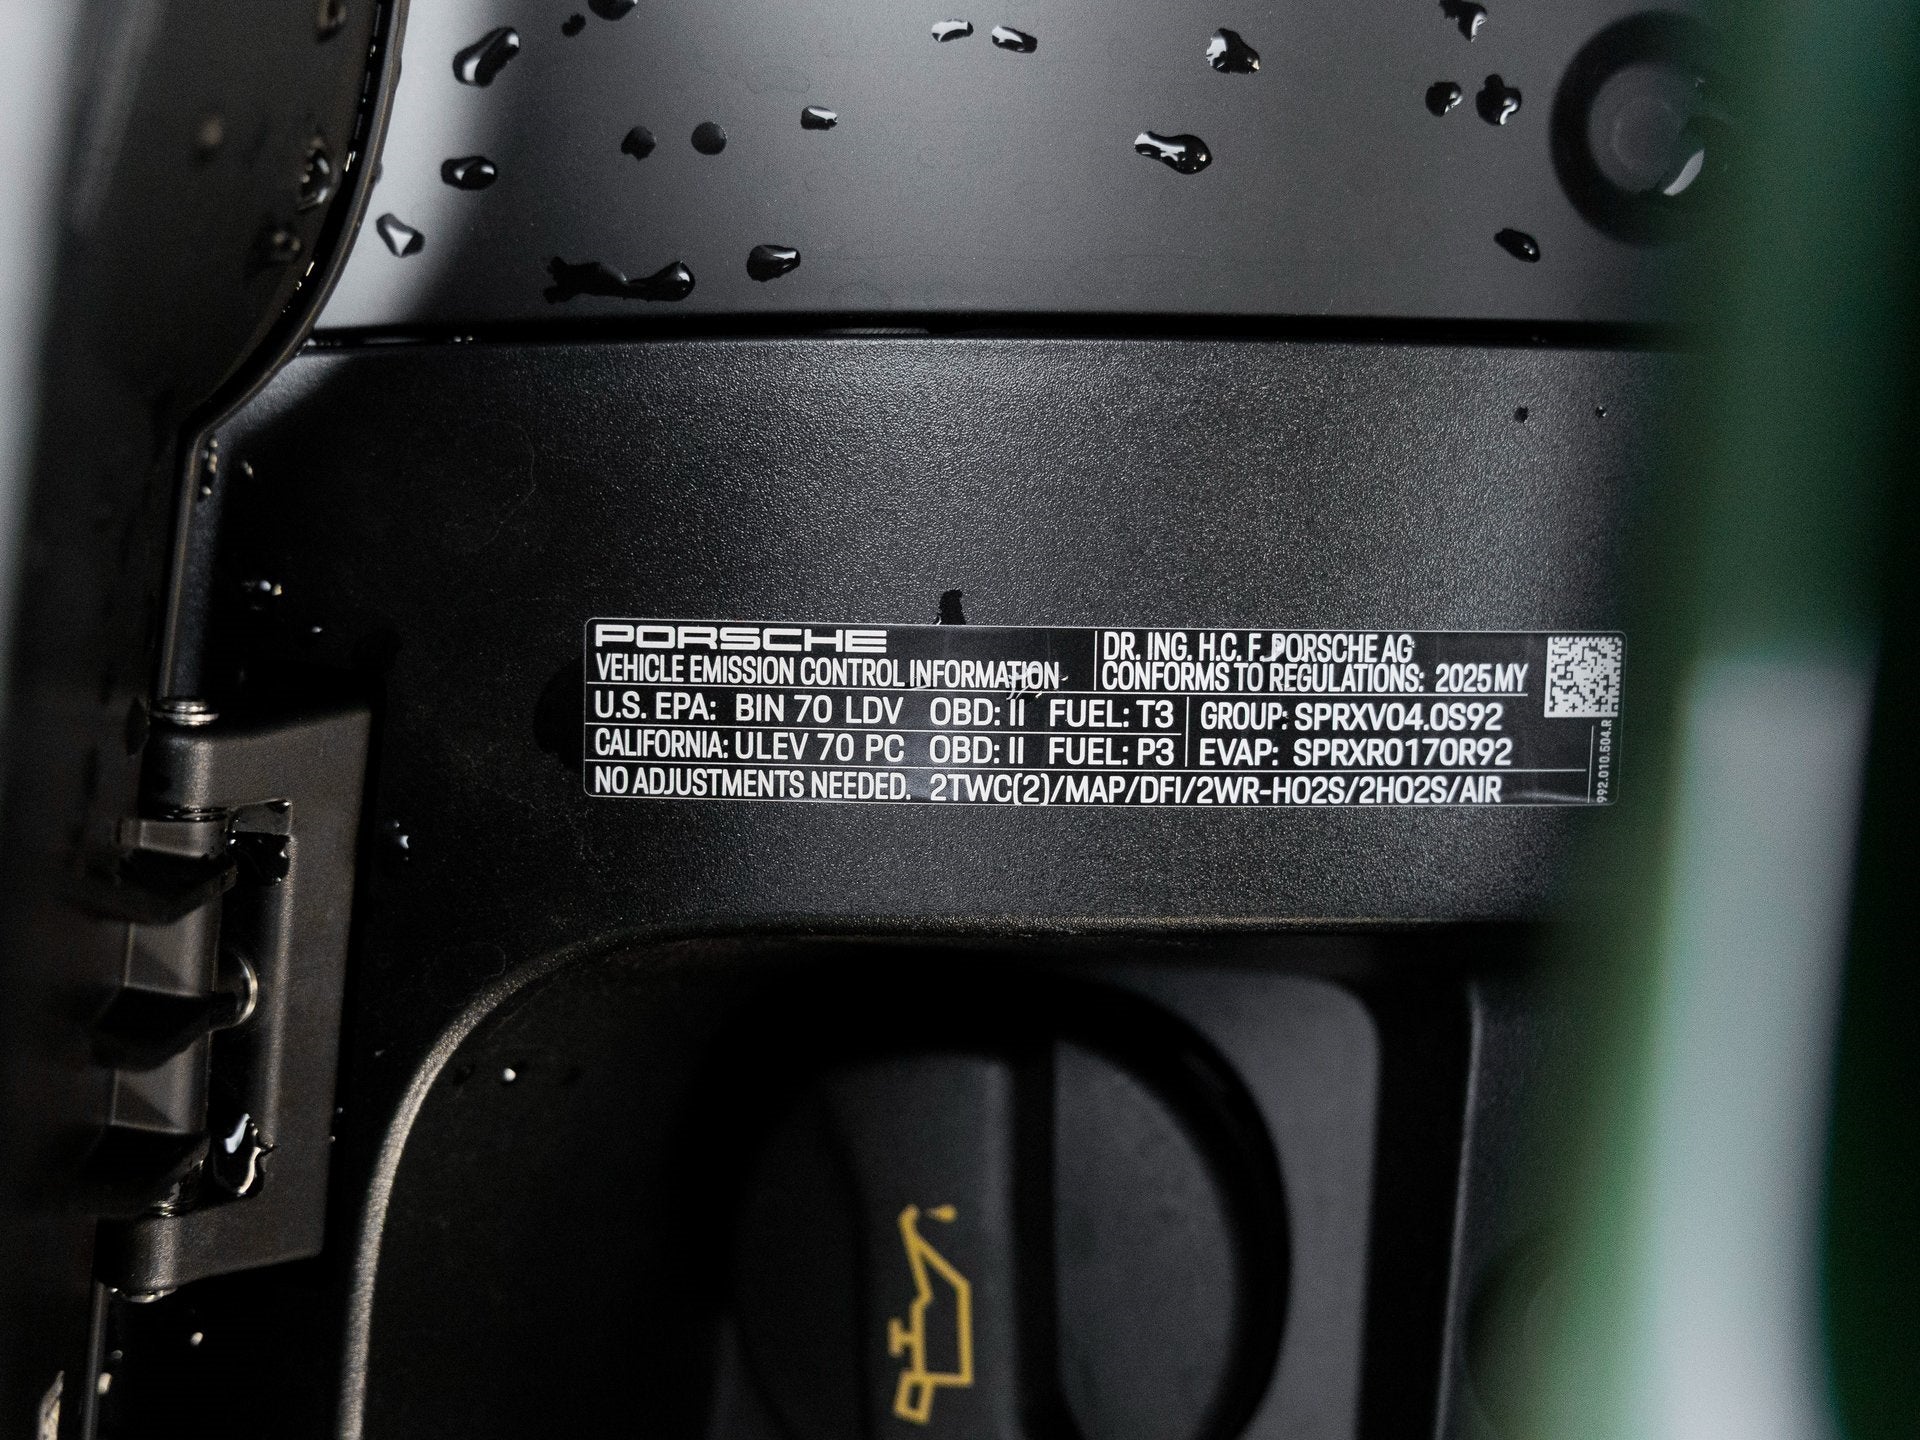 PORSCHE
VEHICLE EMISSION CONTROL INFORMATION
DR. ING. H.C. F. PORSCHE AG
CONFORMS TO REGULATIONS: 2025 MY
U.S. EPA: BIN 70 LDV OBD: II FUEL: T3
CALIFORNIA: ULEV 70 PC OBD: II FUEL: P3
GROUP: SPRXV04.0S92
EVAP: SPRXR0170R92
NO ADJUSTMENTS NEEDED. 2TWC(2)/MAP/DFI/2WR-HO2S/2HO2S/AIR
992.010.604.R